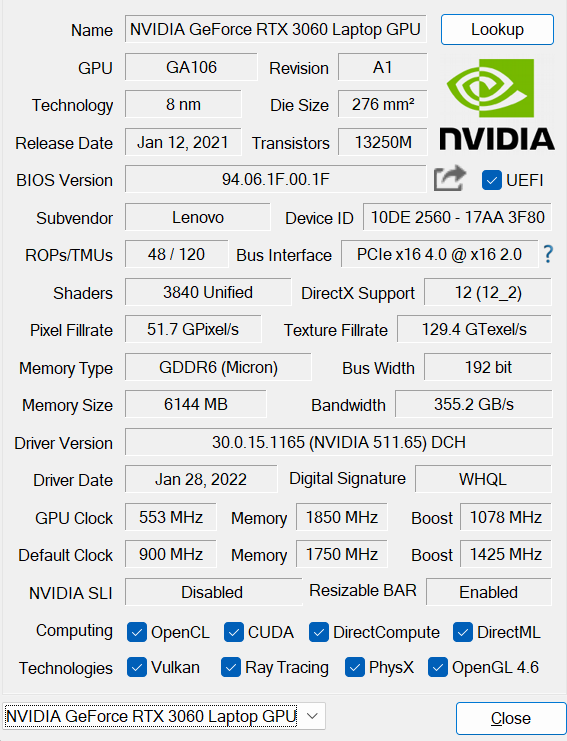 Name NVIDIA GeForce RTX 3060 Laptop GPU Lookup
GPU GA106 Revision A1
Technology 8 nm Die Size 276 mm²
Release Date Jan 12, 2021 Transistors 13250M
NVIDIA
BIOS Version 94.06.1F.00.1F UEFI
Subvendor Lenovo Device ID 10DE 2560 - 17AA 3F80
ROPs/TMUs 48 / 120 Bus Interface PCIe x16 4.0 @ x16 2.0 ?
Shaders 3840 Unified DirectX Support 12 (12_2)
Pixel Fillrate 51.7 GPixel/s Texture Fillrate 129.4 GTexel/s
Memory Type GDDR6 (Micron) Bus Width 192 bit
Memory Size 6144 MB Bandwidth 355.2 GB/s
Driver Version 30.0.15.1165 (NVIDIA 511.65) DCH
Driver Date Jan 28, 2022 Digital Signature WHQL
GPU Clock 553 MHz Memory 1850 MHz Boost 1078 MHz
Default Clock 900 MHz Memory 1750 MHz Boost 1425 MHz
NVIDIA SLI Disabled Resizable BAR Enabled
Computing OpenCL CUDA DirectCompute DirectML
Technologies Vulkan Ray Tracing PhysX OpenGL 4.6
NVIDIA GeForce RTX 3060 Laptop GPU Close